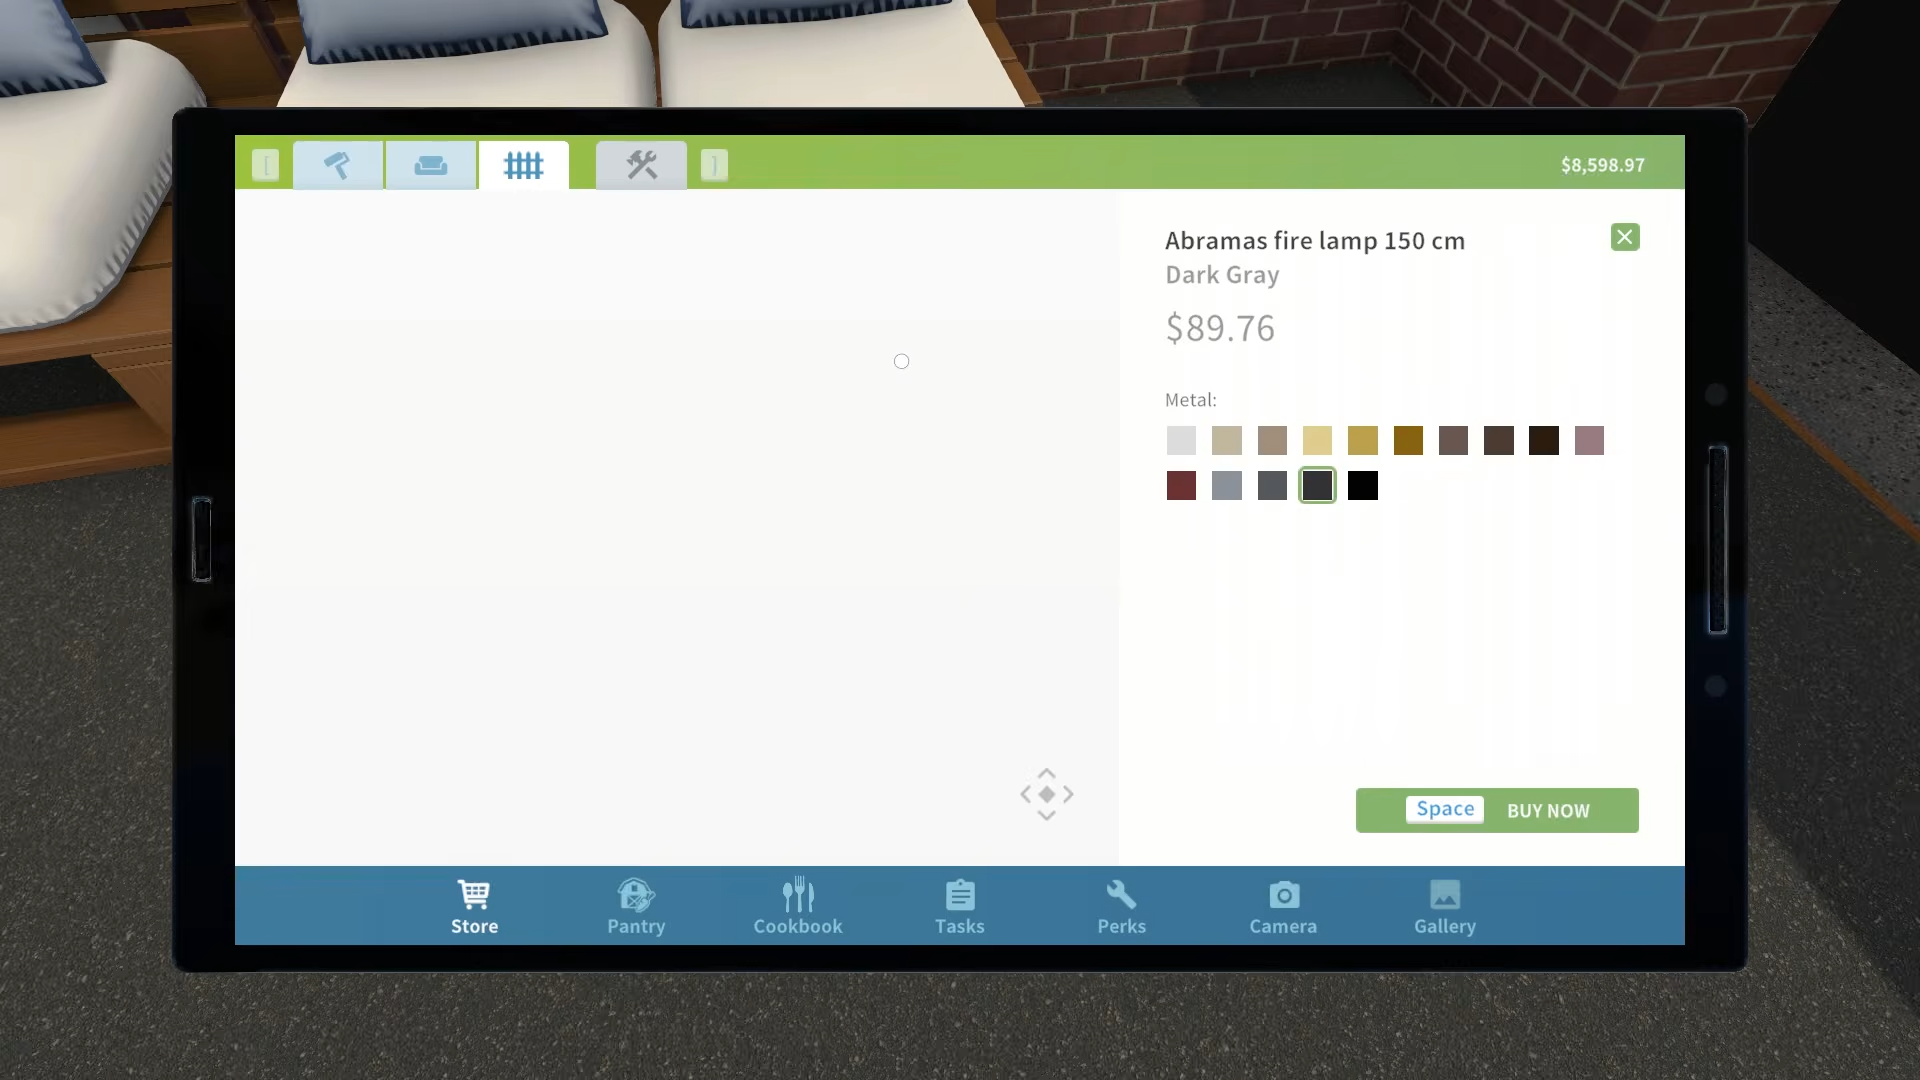 [
]
$8,598.97
Abramas fire lamp 150 cm
Dark Gray
$89.76
Metal:
Space BUY NOW
Store
Pantry
Cookbook
Tasks
Perks
Camera
Gallery